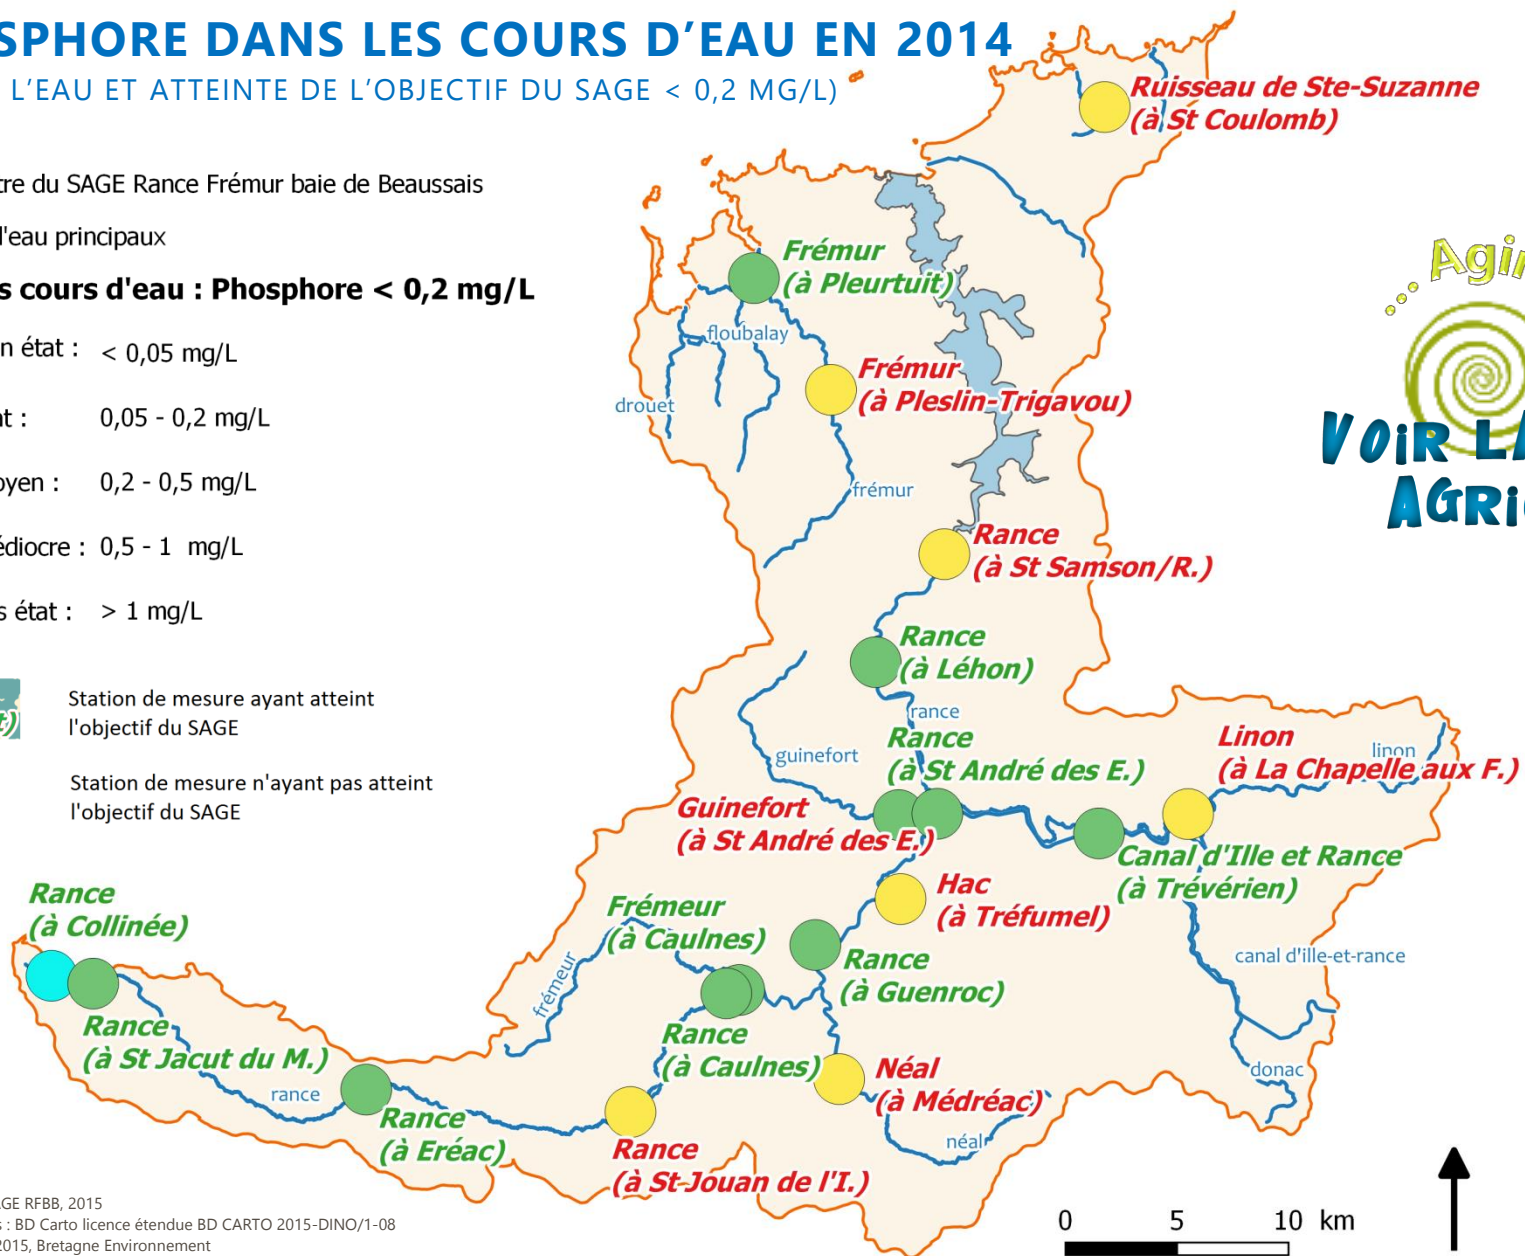 SPHORE DANS LES COURS D'EAU EN 2014
L'EAU ET ATTEINTE DE L'OBJECTIF DU SAGE < 0,2 MG/L)
Ruisseau de Ste-Suzanne
(à St Coulomb)
tre du SAGE Rance Frémur baie de Beaussais
d'eau principaux
s cours d'eau : Phosphore < 0,2 mg/L
n état : < 0,05 mg/L
nt : 0,05 - 0,2 mg/L
oyen : 0,2 - 0,5 mg/L
édiocre : 0,5 - 1 mg/L
s état : > 1 mg/L
t)
Station de mesure ayant atteint
l'objectif du SAGE
Station de mesure n'ayant pas atteint
l'objectif du SAGE
Agir
VOIR LA
AGRI
Frémur
(à Pleurtuit)
floubalay
drouet
Frémur
(à Pleslin-Trigavou)
frémur
Rance
(à St Samson/R.)
Rance
(à Léhon)
rance
guinefort
Rance
(à St André des E.)
Linon
(à La Chapelle aux F.)
linon
Guinefort
(à St André des E.)
Canal d'Ille et Rance
(à Trévérien)
Hac
(à Tréfumel)
Rance
(à Collinée)
Frémeur
(à Caulnes)
frémeur
Rance
(à Guenroc)
canal d'ille-et-rance
Rance
(à St Jacut du M.)
Rance
(à Caulnes)
Néal
(à Médréac)
donac
rance
Rance
(à Eréac)
néal
Rance
(à St Jouan de l'I.)
AGE RFBB, 2015
s : BD Carto licence étendue BD CARTO 2015-DINO/1-08
2015, Bretagne Environnement
0 5 10 km